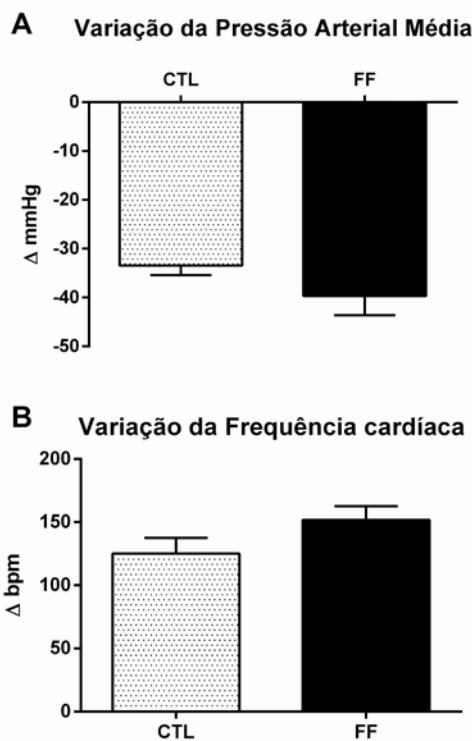 A Variação da Pressão Arterial Média
CTL FF
0
-10
-20
-30
-40
-50
Δ mmHg
B Variação da Frequência cardíaca
200
150
100
50
0
Δ bpm
CTL FF